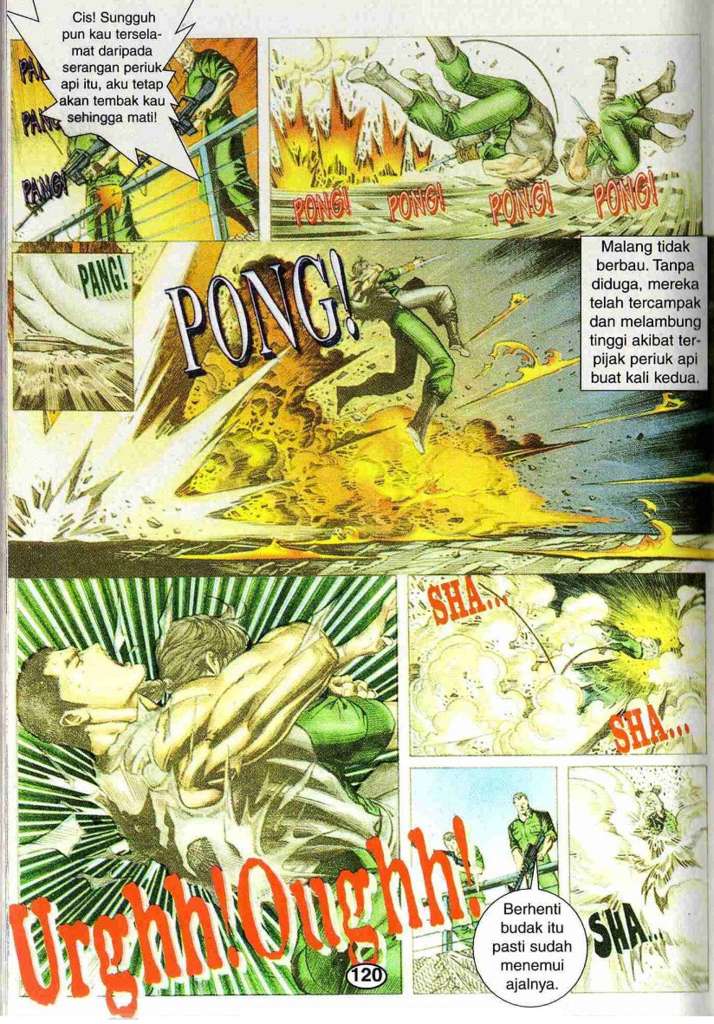 Cis! Sungguh
pun kau tersela-
mat daripada
serangan periuk
api itu, aku tetap
akan tembak kau
sehingga mati!
PANG!
PANG!
PONG!
PONG!
PONG!
PONG!
PANG!
PONG!
Malang tidak
berbau. Tanpa
diduga, mereka
telah tercampak
dan melambung
tinggi akibat ter-
pijak periuk api
buat kali kedua.
SHA...
SHA...
Urghh! Oughh!
Berhenti
budak itu
pasti sudah
menemui
ajalnya.
SHA...
120